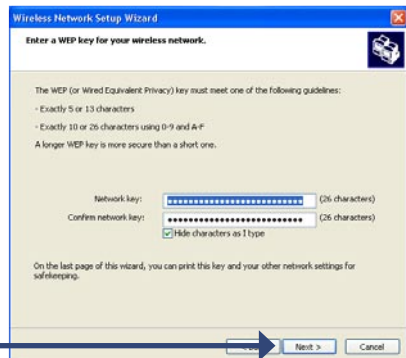 Wireless Network Setup Wizard
Enter a WEP key for your wireless network.
The WEP (or Wired Equivalent Privacy) key must meet one of the following guidelines:
- Exactly 5 or 13 characters
- Exactly 10 or 26 characters using 0-9 and A-F
A longer WEP key is more secure than a short one.
Network key: •••••••••••••••••••••••••• (26 characters)
Confirm network key: •••••••••••••••••••••••••• (26 characters)
Hide characters as I type
On the last page of this wizard, you can print this key and your other network settings for
safekeeping.
Next > Cancel